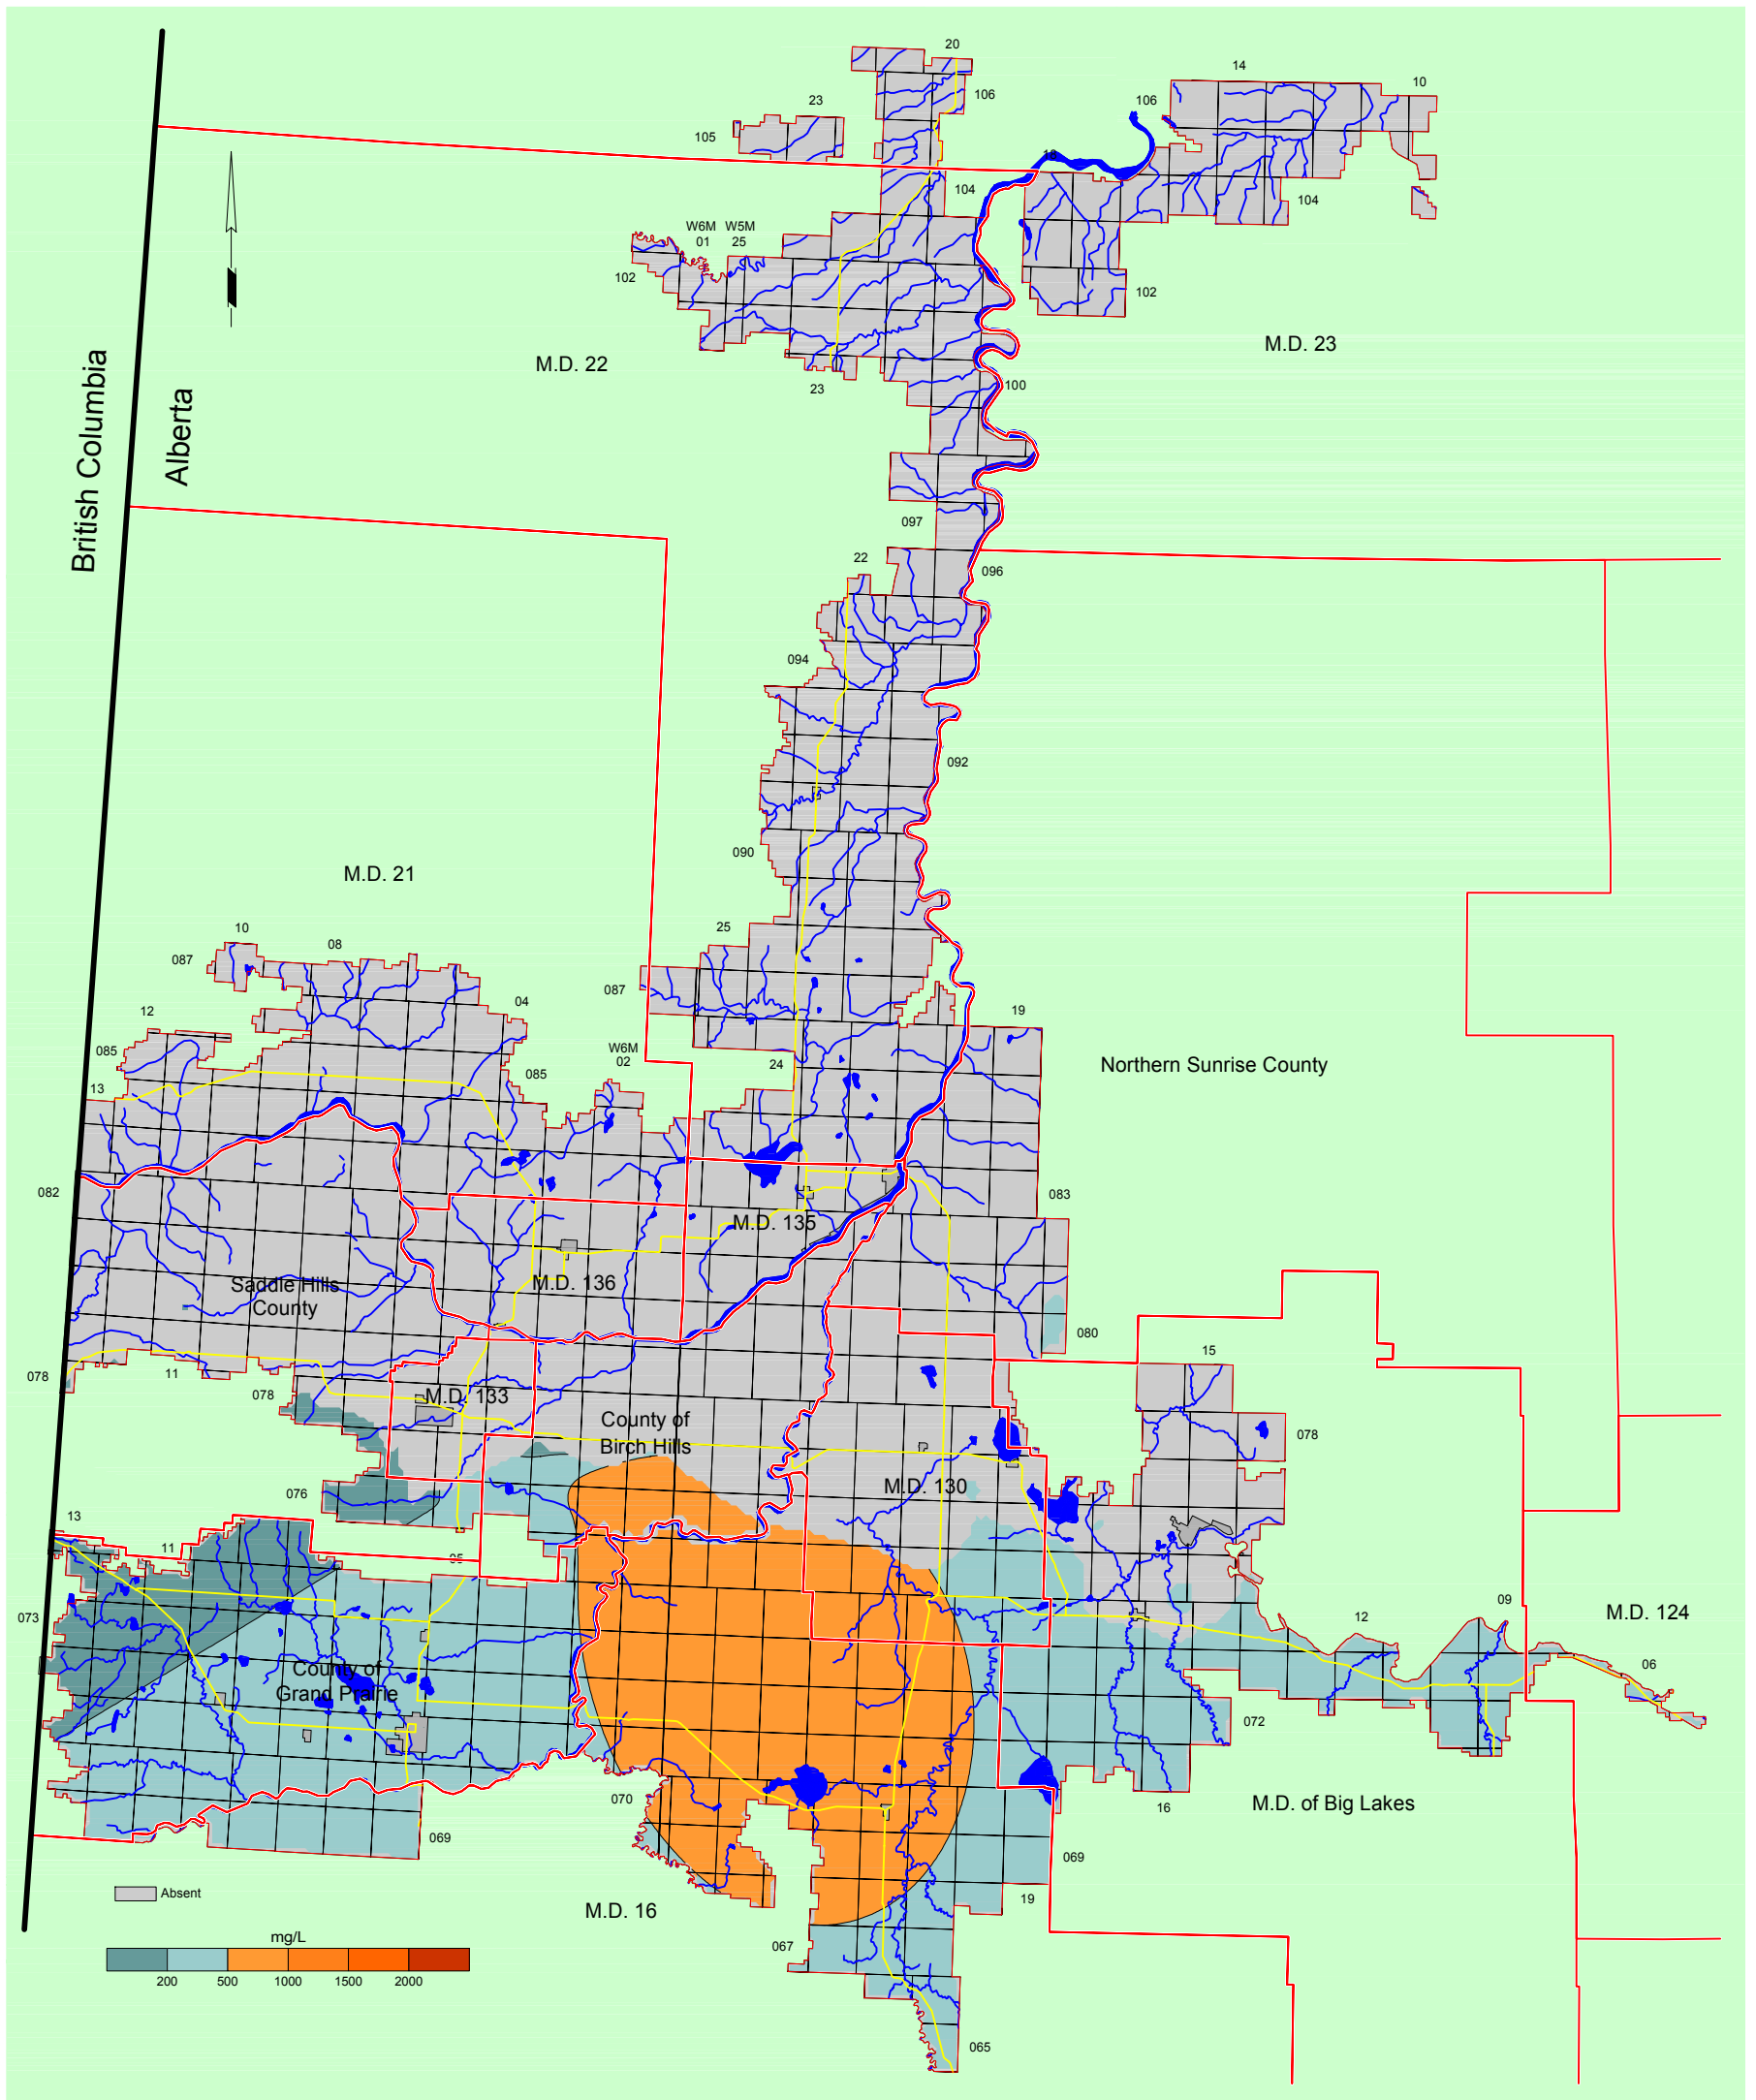 20
14
10
106
106
23
105
18
104
104
W6M W5M
01 25
102
102
M.D. 23
M.D. 22
23
100
British Columbia
Alberta
097
096
22
094
092
090
M.D. 21
10
08
25
087
087
04
12
19
085
085
W6M
02
24
Northern Sunrise County
13
082
083
M.D. 135
Saddle Hills
County
M.D. 136
080
078
11
078
15
M.D. 133
County of
Birch Hills
078
M.D. 130
076
13
11
05
073
12
09
M.D. 124
County of
Grand Prairie
06
072
070
16
M.D. of Big Lakes
069
069
Absent
19
M.D. 16
mg/L
067
200 500 1000 1500 2000
065